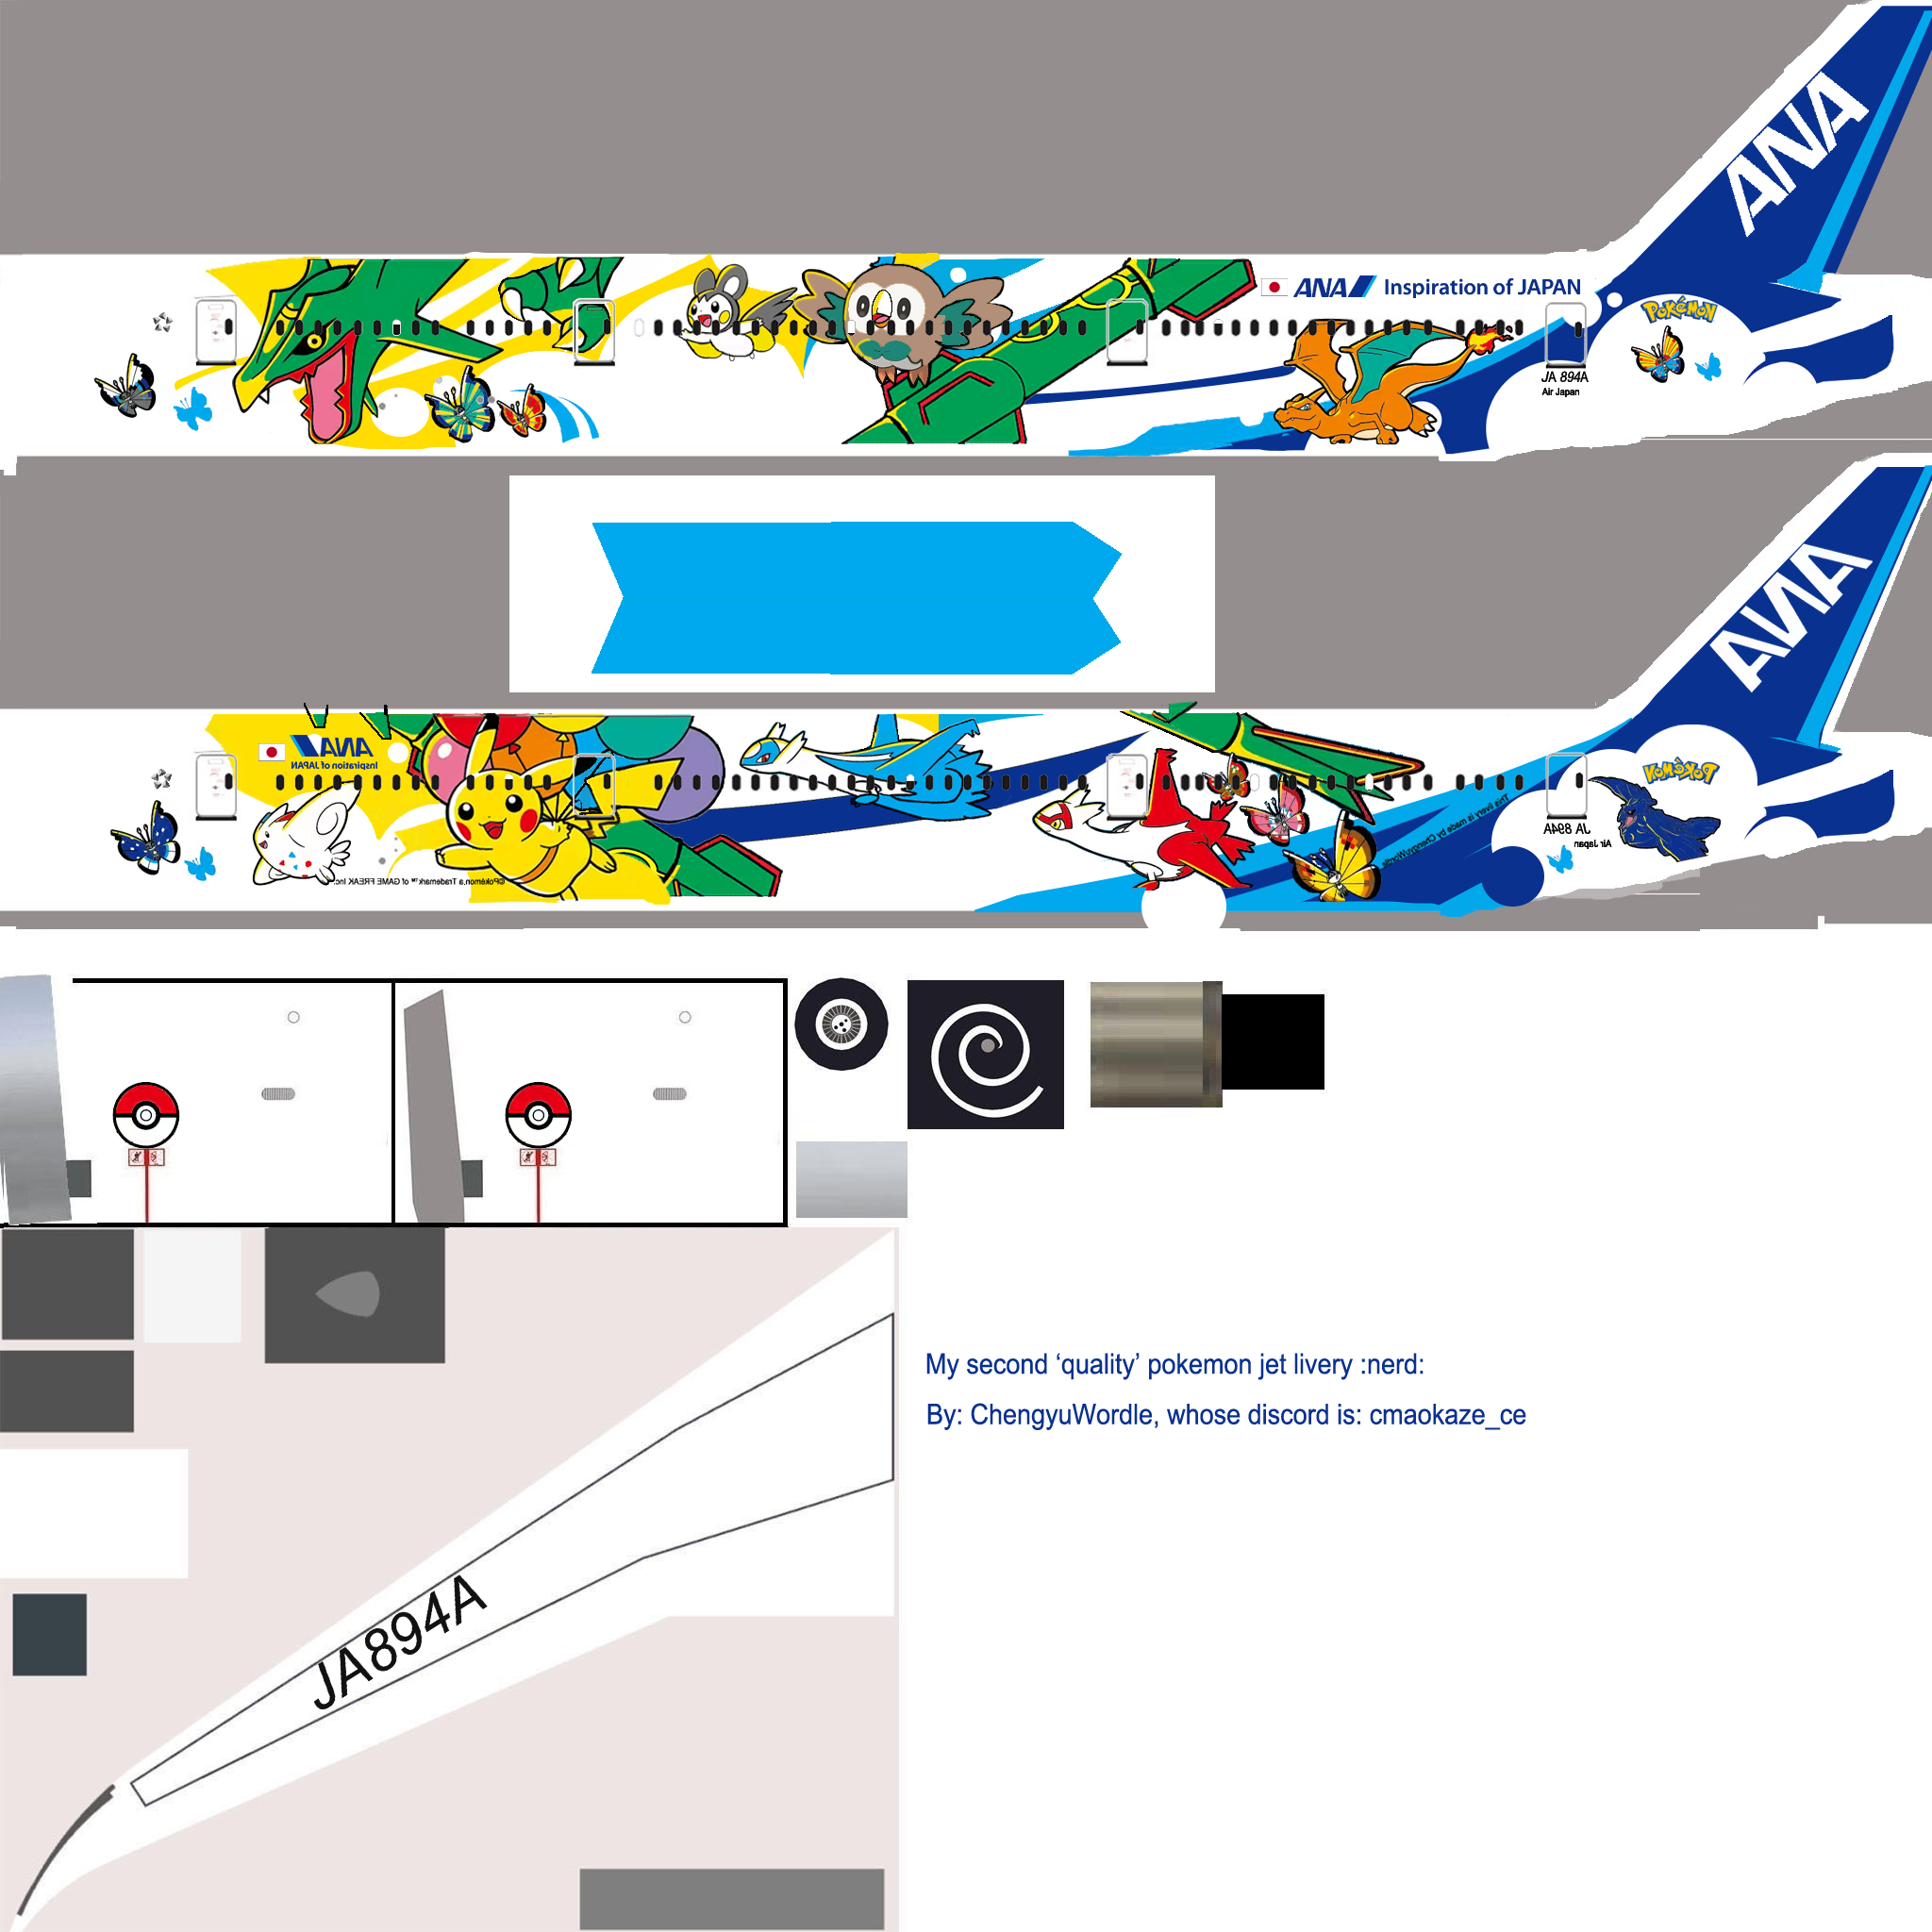 ANA
ANA Inspiration of JAPAN
POKéMON
JA 894A
Air Japan
ANA
ANA
Inspiration of JAPAN
POKéMON
This livery is made by ChengyuWordle
JA 894A
Air Japan
©Pokémon.a Trademark™ of GAME FREAK Inc.
My second ‘quality’ pokemon jet livery :nerd:
By: ChengyuWordle, whose discord is: cmaokaze_ce
JA894A